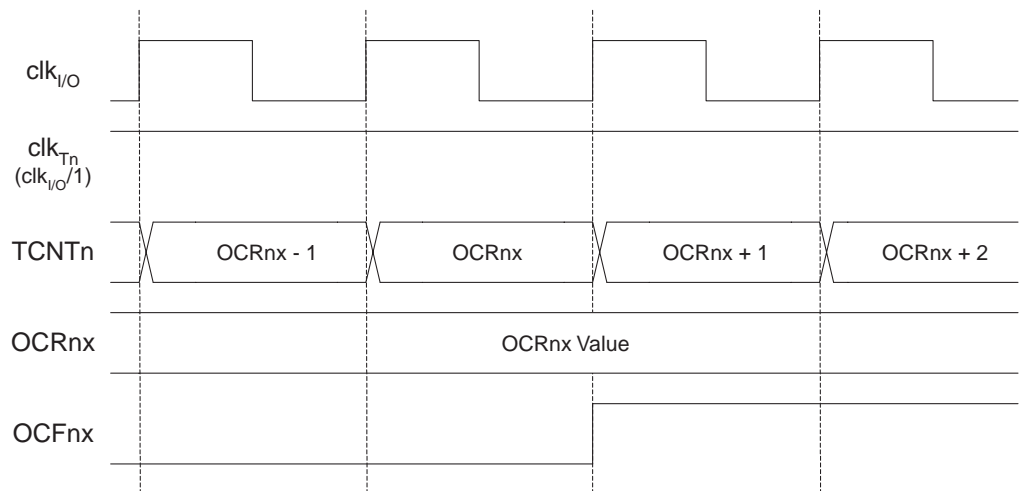 clkI/O
clkTn
(clkI/O/1)
TCNTn
OCRnx - 1
OCRnx
OCRnx + 1
OCRnx + 2
OCRnx
OCRnx Value
OCFnx